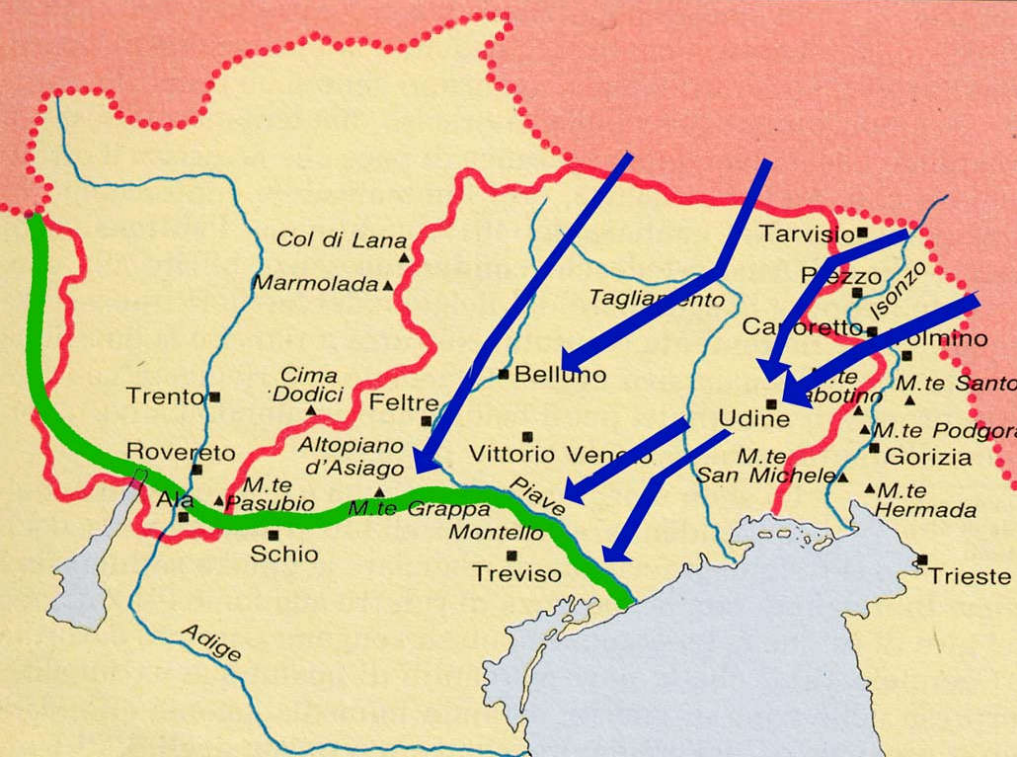 Tarvisio
Col di Lana
Marmolada
Plezzo
Isonzo
Tagliamento
Caporetto
Tolmino
Belluno
Cima
Dodici
Trento
Feltre
M.te
Sabotino
M.te Santo
Udine
M.te Podgora
Altopiano
d'Asiago
Vittorio Veneto
Rovereto
M.te
San Michele
Gorizia
Ala
M.te
Pasubio
M.te Grappa
Piave
M.te
Hermada
Montello
Schio
Treviso
Trieste
Adige